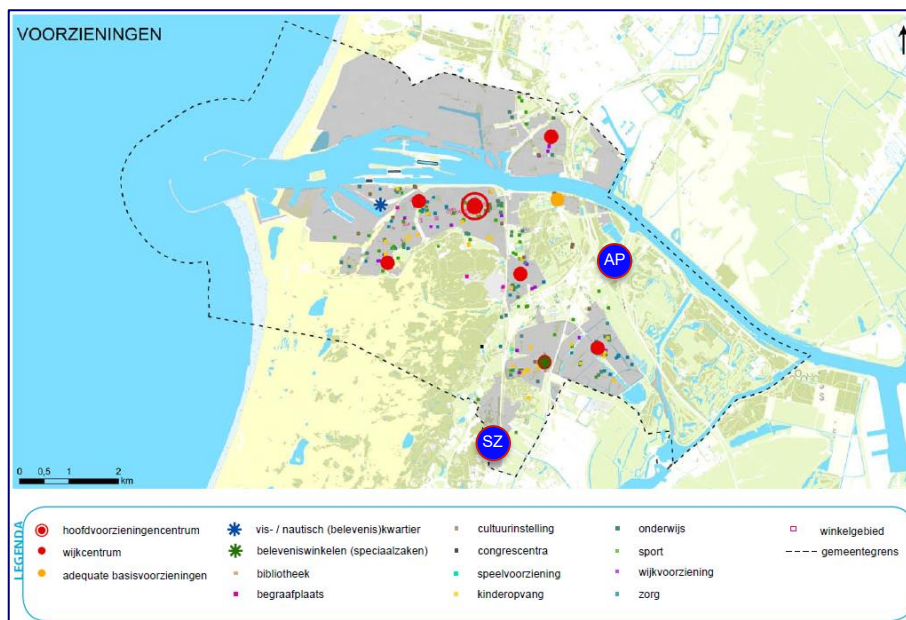 VOORZIENINGEN
AP
SZ
0 0,5 1 2
km
LEGENDA
hoofdvoorzieningencentrum
wijkcentrum
adequate basisvoorzieningen
vis- / nautisch (belevenis)kwartier
beleveniswinkelen (speciaalzaken)
bibliotheek
begraafplaats
cultuurinstelling
congrescentra
speelvoorziening
kinderopvang
onderwijs
sport
wijkvoorziening
zorg
winkelgebied
gemeentegrens